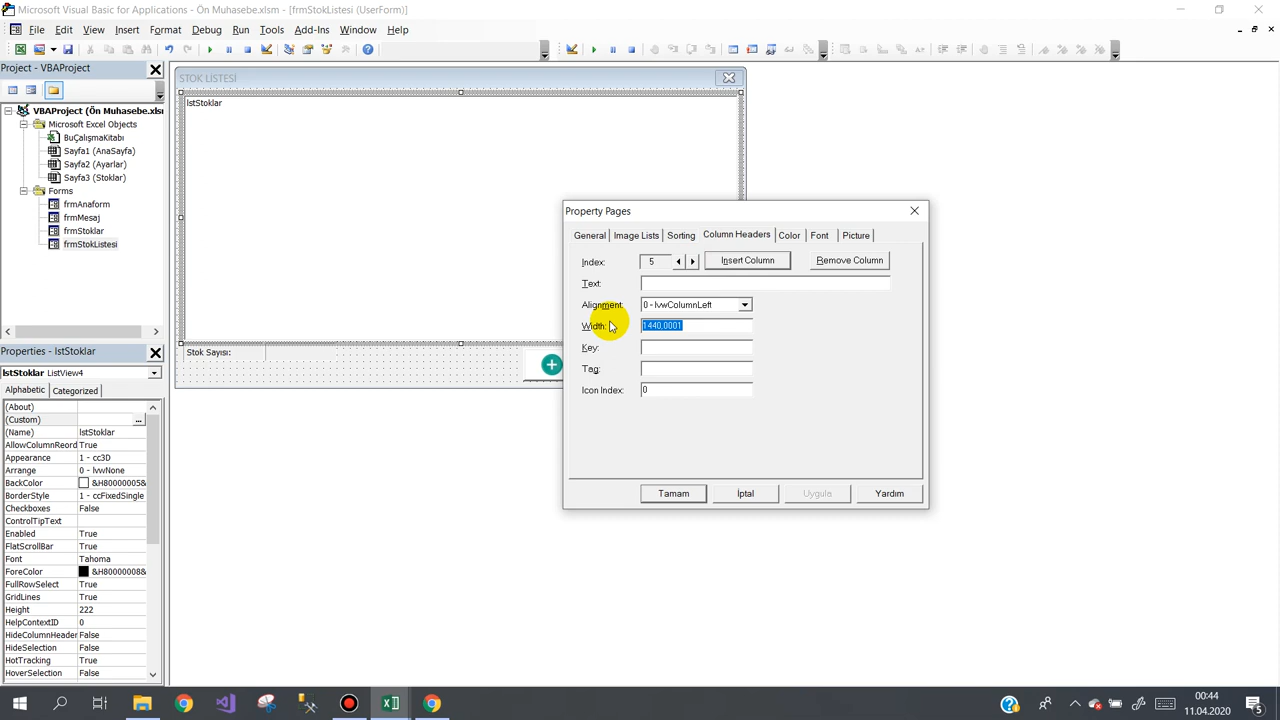 Microsoft Visual Basic for Applications - Ön Muhasebe.xlsm - [frmStokListesi (UserForm)]
File Edit View Insert Format Debug Run Tools Add-Ins Window Help
Project - VBAProject
VBAProject (Ön Muhasebe.xlsm
Microsoft Excel Objects
BuÇalışmaKitabı
Sayfa1 (AnaSayfa)
Sayfa2 (Ayarlar)
Sayfa3 (Stoklar)
Forms
frmAnaform
frmMesaj
frmStoklar
frmStokListesi
Properties - lstStoklar
lstStoklar ListView4
Alphabetic Categorized
(About)
(Custom) ...
(Name) lstStoklar
AllowColumnReord True
Appearance 1 - cc3D
Arrange 0 - lvwNone
BackColor &H80000005&
BorderStyle 1 - ccFixedSingle
Checkboxes False
ControlTipText
Enabled True
FlatScrollBar True
Font Tahoma
ForeColor &H80000008&
FullRowSelect True
GridLines True
Height 222
HelpContextID 0
HideColumnHeader False
HideSelection False
HotTracking True
HoverSelection False
STOK LİSTESİ
lstStoklar
Stok Sayısı:
Property Pages
General Image Lists Sorting Column Headers Color Font Picture
Index: 5 Insert Column Remove Column
Text:
Alignment: 0 - lvwColumnLeft
Width: 1440,0001
Key:
Tag:
Icon Index: 0
Tamam İptal Uygula Yardım
00:44
11.04.2020
5